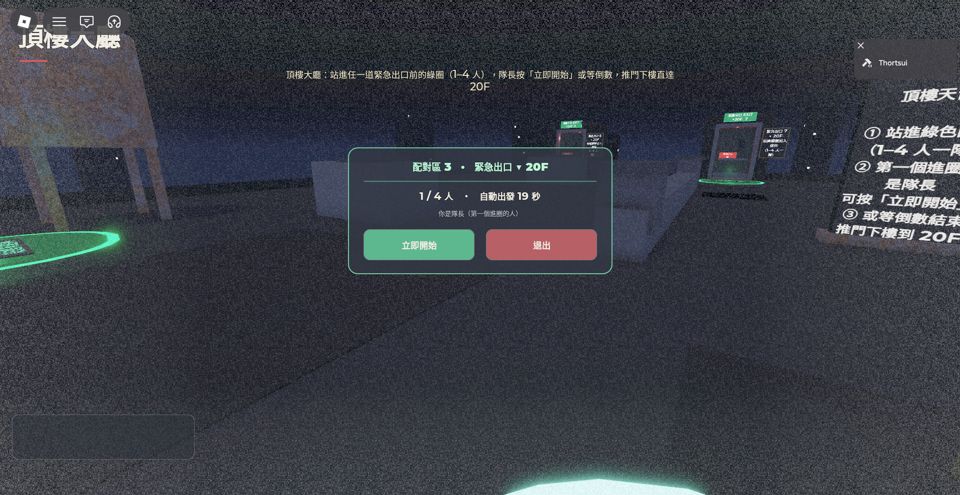 頂樓大廳
頂樓大廳：站進任一道緊急出口前的綠圈（1–4 人），隊長按「立即開始」或等倒數，推門下樓直達
20F
Thortsui
配對區 3 • 緊急出口 ▼ 20F
1 / 4 人 • 自動出發 19 秒
你是隊長（第一個進圈的人）
立即開始
退出
頂樓天
① 站進綠色
（1–4 人一
② 第一個進圈
是隊長
可按「立即開始」
③ 或等倒數結束
推門下樓到 20F